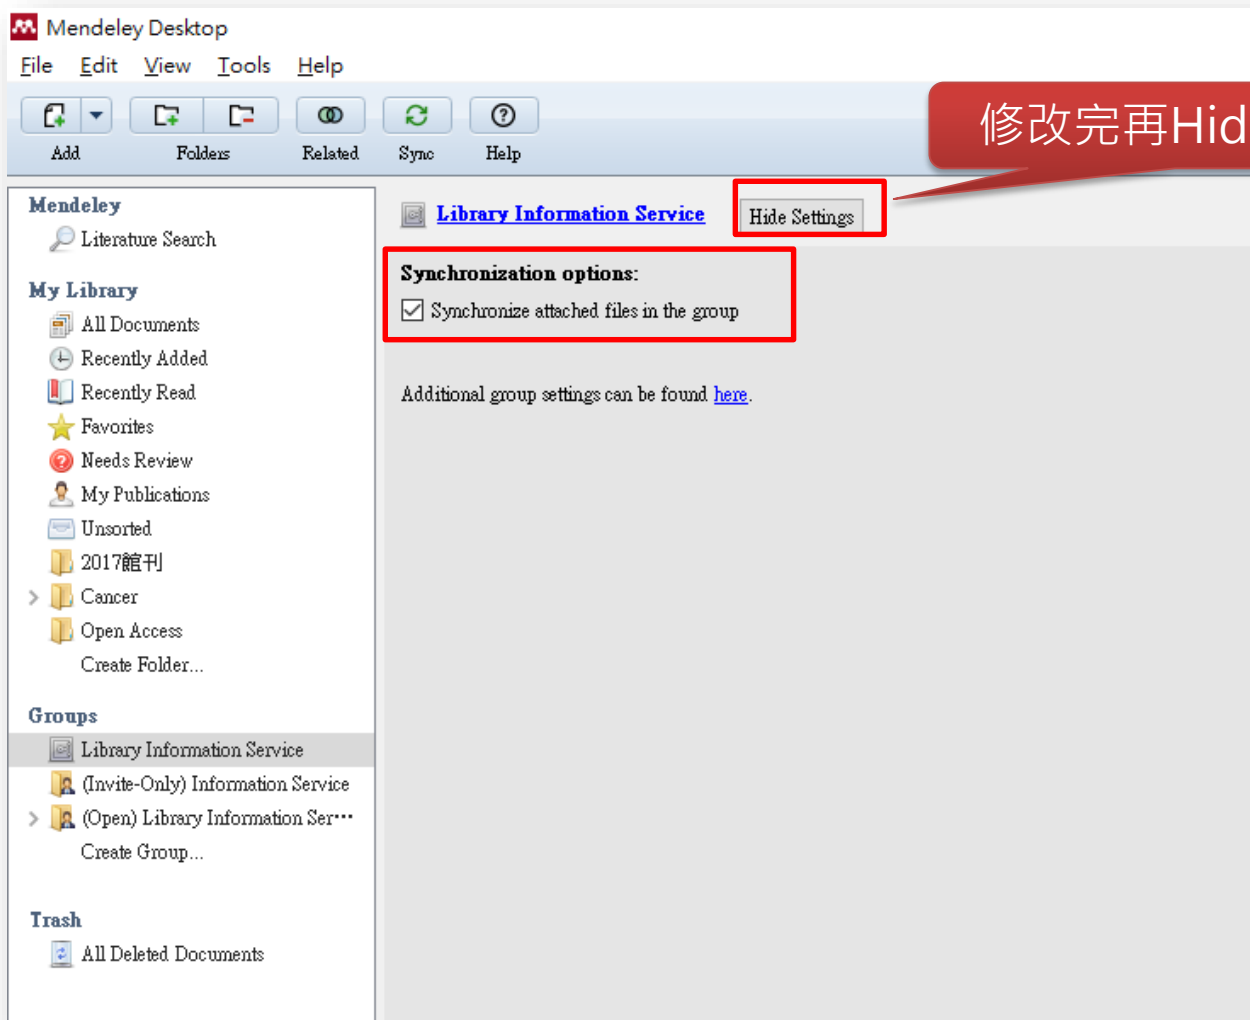 Mendeley Desktop
File Edit View Tools Help
Add Folders Related Sync Help
修改完再Hid
Mendeley
Literature Search
My Library
All Documents
Recently Added
Recently Read
Favorites
Needs Review
My Publications
Unsorted
2017館刊
Cancer
Open Access
Create Folder...
Groups
Library Information Service
(Invite-Only) Information Service
(Open) Library Information Ser···
Create Group...
Trash
All Deleted Documents
Library Information Service Hide Settings
Synchronization options:
Synchronize attached files in the group
Additional group settings can be found here.